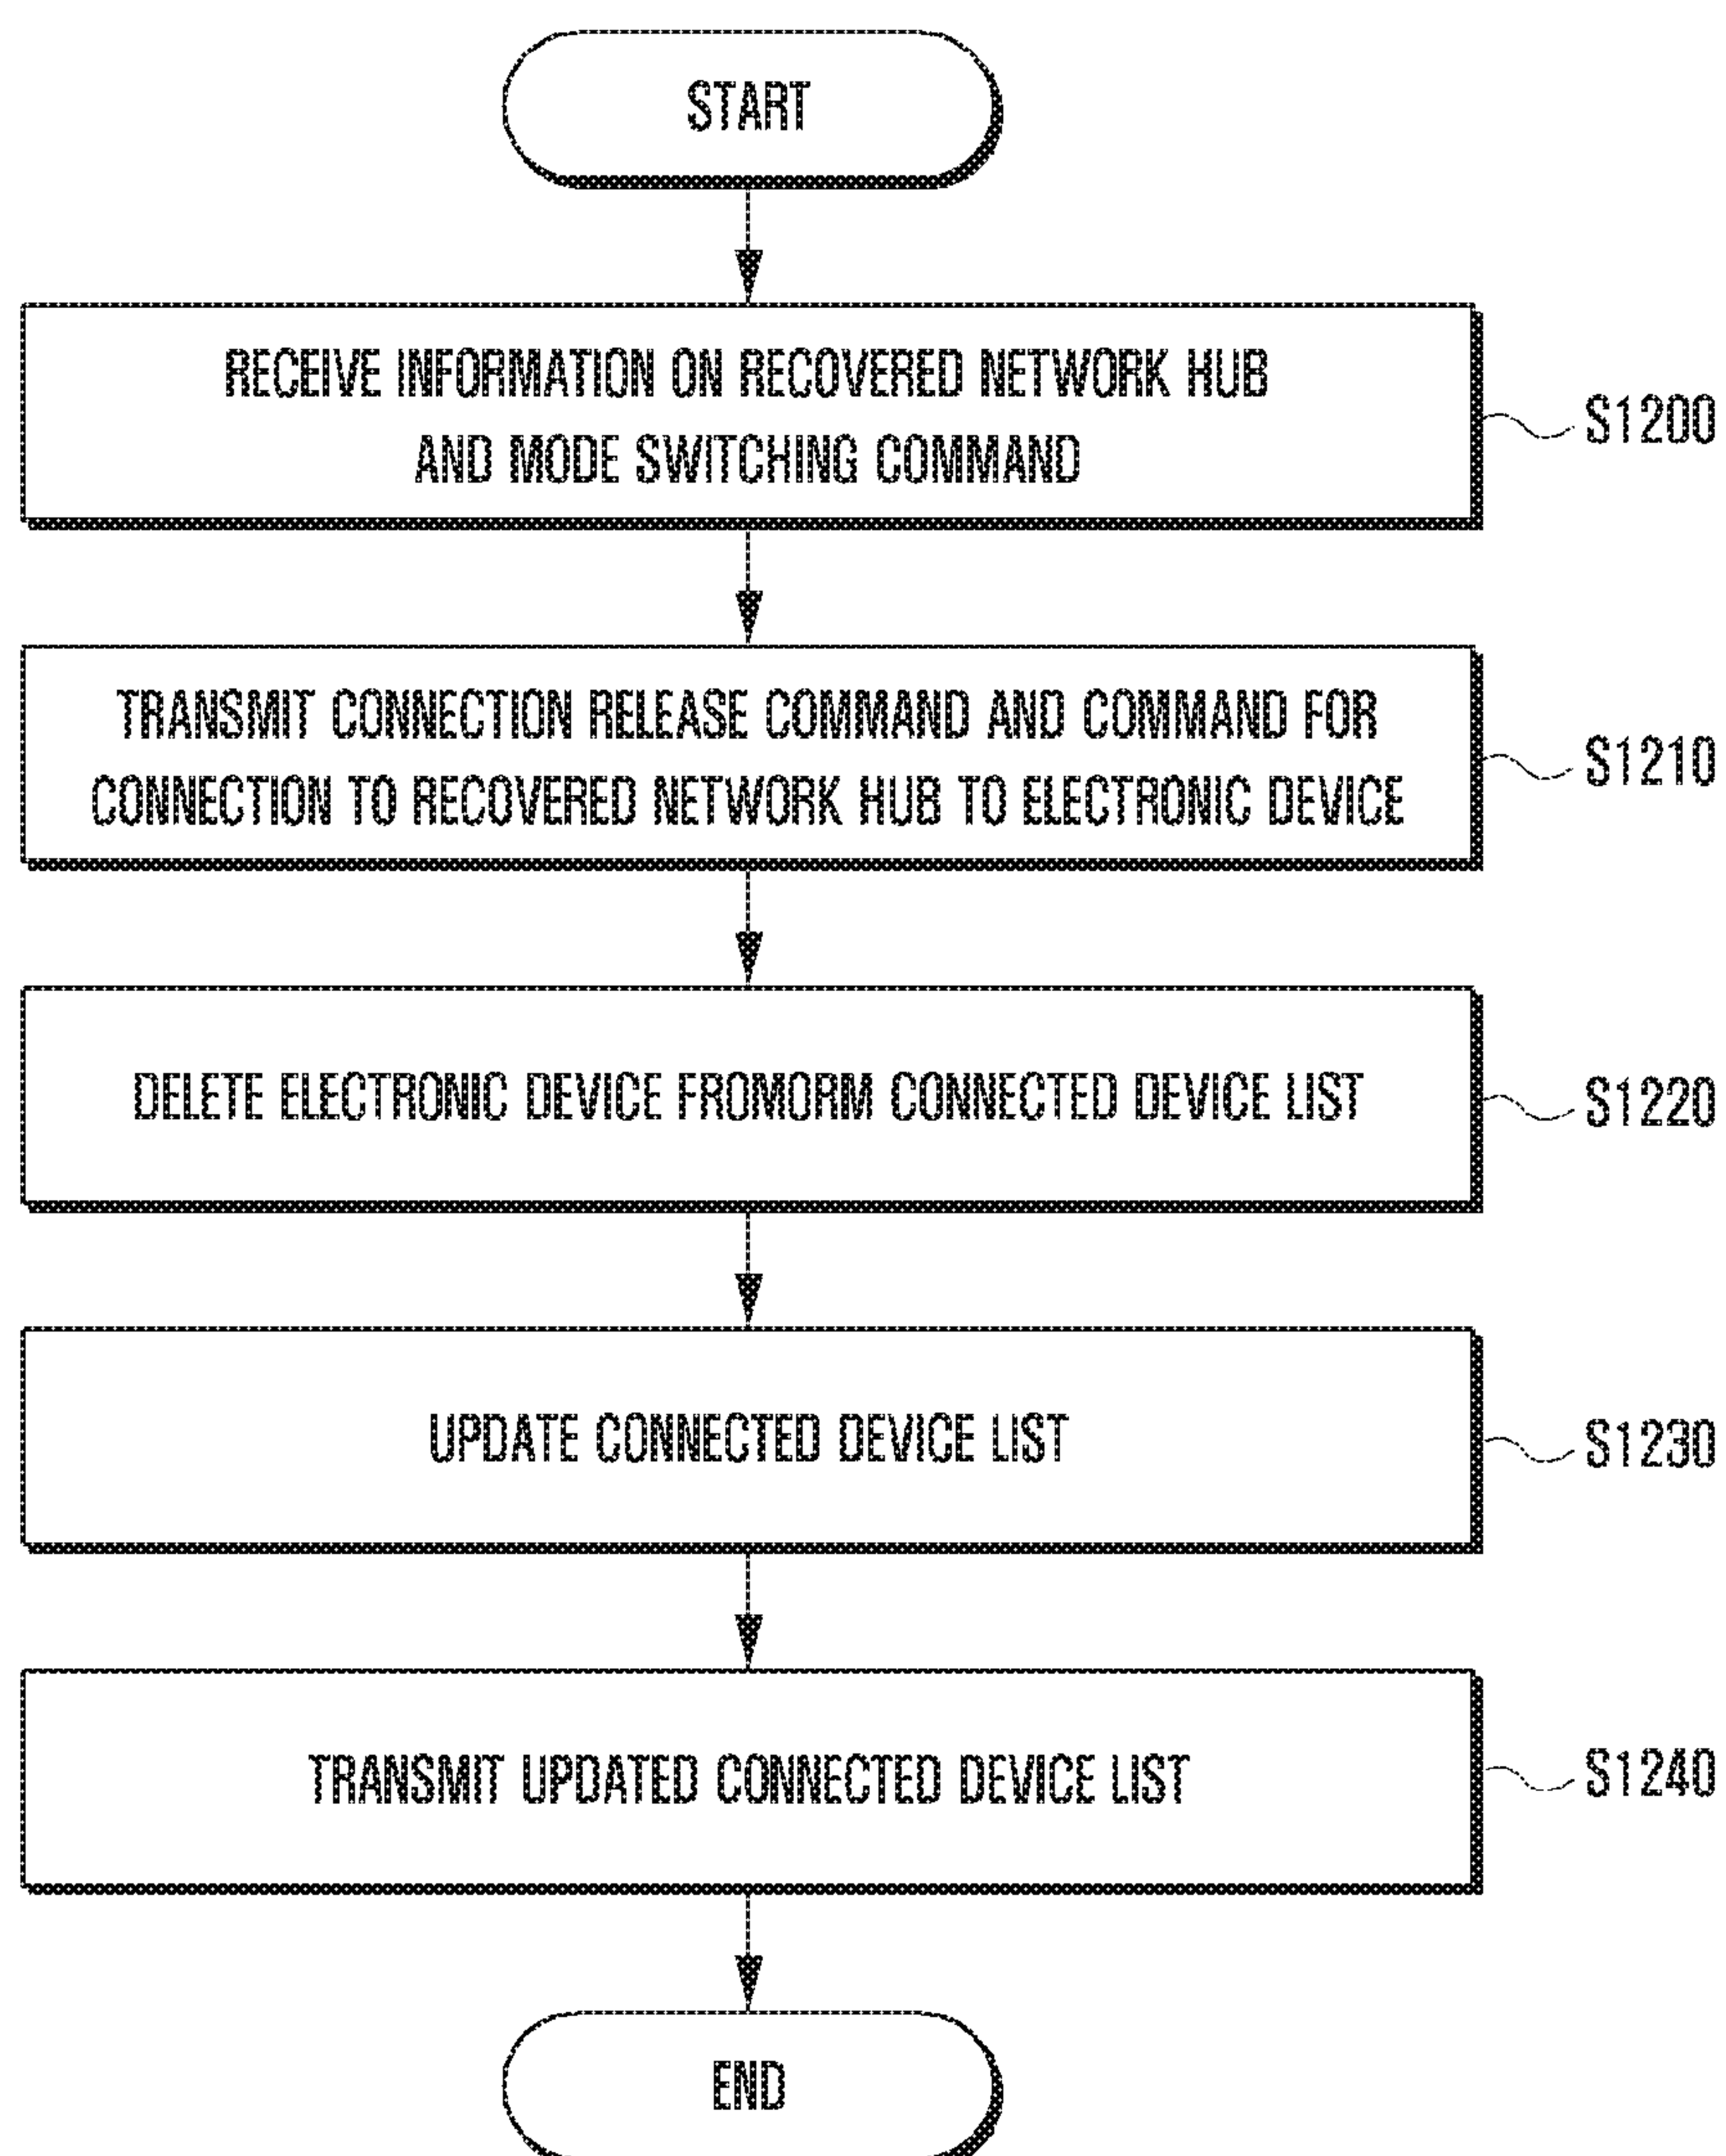 START
RECEIVE INFORMATION ON RECOVERED NETWORK HUB
AND MODE SWITCHING COMMAND
S1200
TRANSMIT CONNECTION RELEASE COMMAND AND COMMAND FOR
CONNECTION TO RECOVERED NETWORK HUB TO ELECTRONIC DEVICE
S1210
DELETE ELECTRONIC DEVICE FROMORM CONNECTED DEVICE LIST
S1220
UPDATE CONNECTED DEVICE LIST
S1230
TRANSMIT UPDATED CONNECTED DEVICE LIST
S1240
END